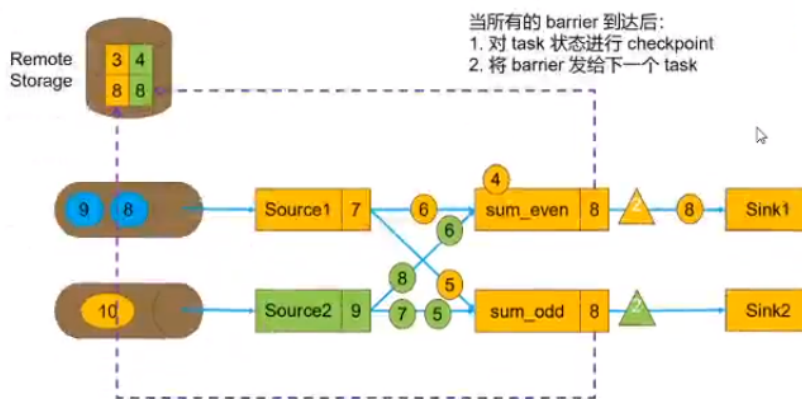 当所有的 barrier 到达后:
1. 对 task 状态进行 checkpoint
2. 将 barrier 发给下一个 task
Remote
Storage
3 4
8 8
4
9 8 Source1 7 6 sum_even 8 2 8 Sink1
6
8
5
10 Source2 9 7 5 sum_odd 8 2 Sink2